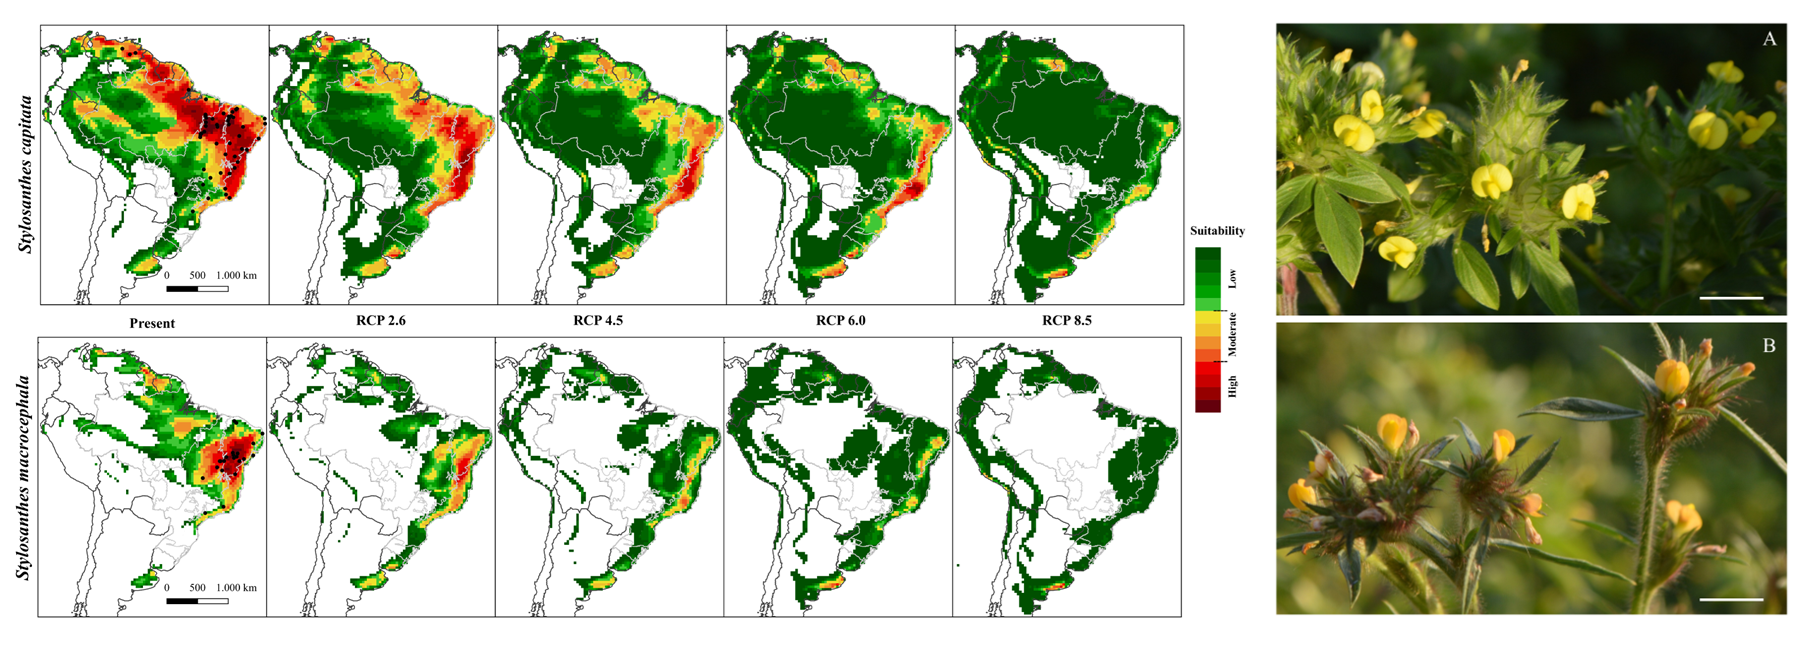 Stylosanthes capitata
0 500 1.000 km
Present
RCP 2.6
RCP 4.5
RCP 6.0
RCP 8.5
Stylosanthes macrocephala
0 500 1.000 km
Suitability
Low
Moderate
High
A
B